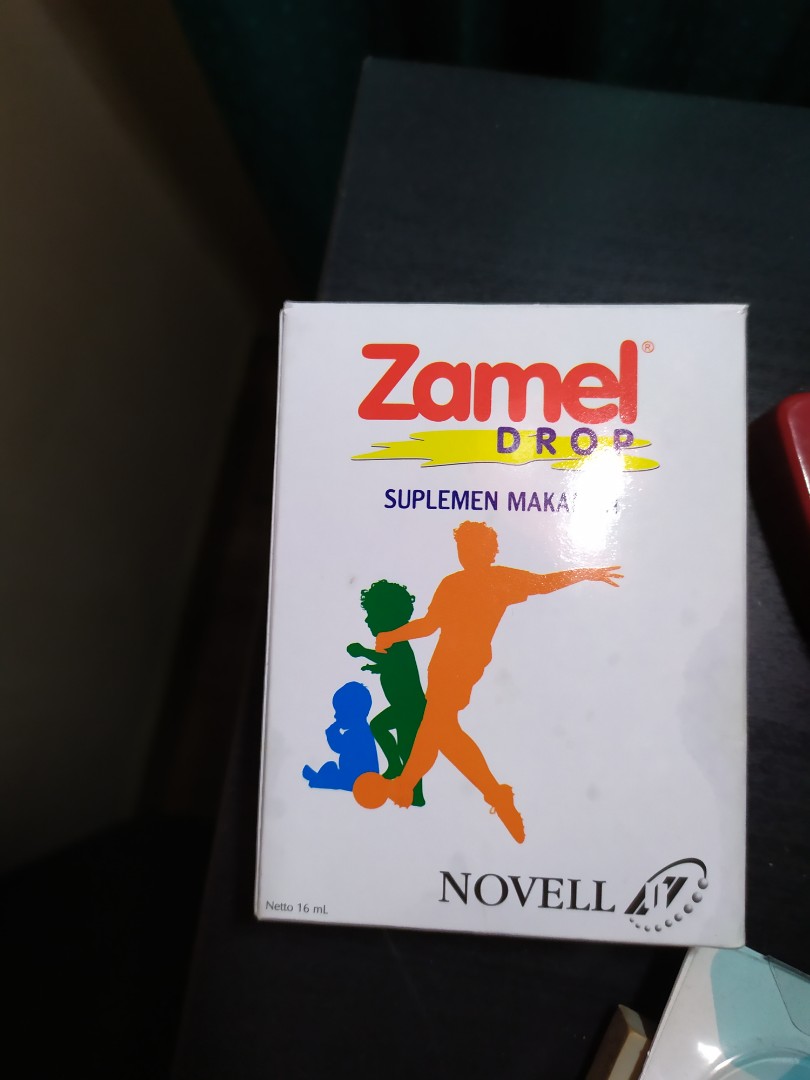 Zamel®
DROP
SUPLEMEN
NOVELL
Netto 16 mL